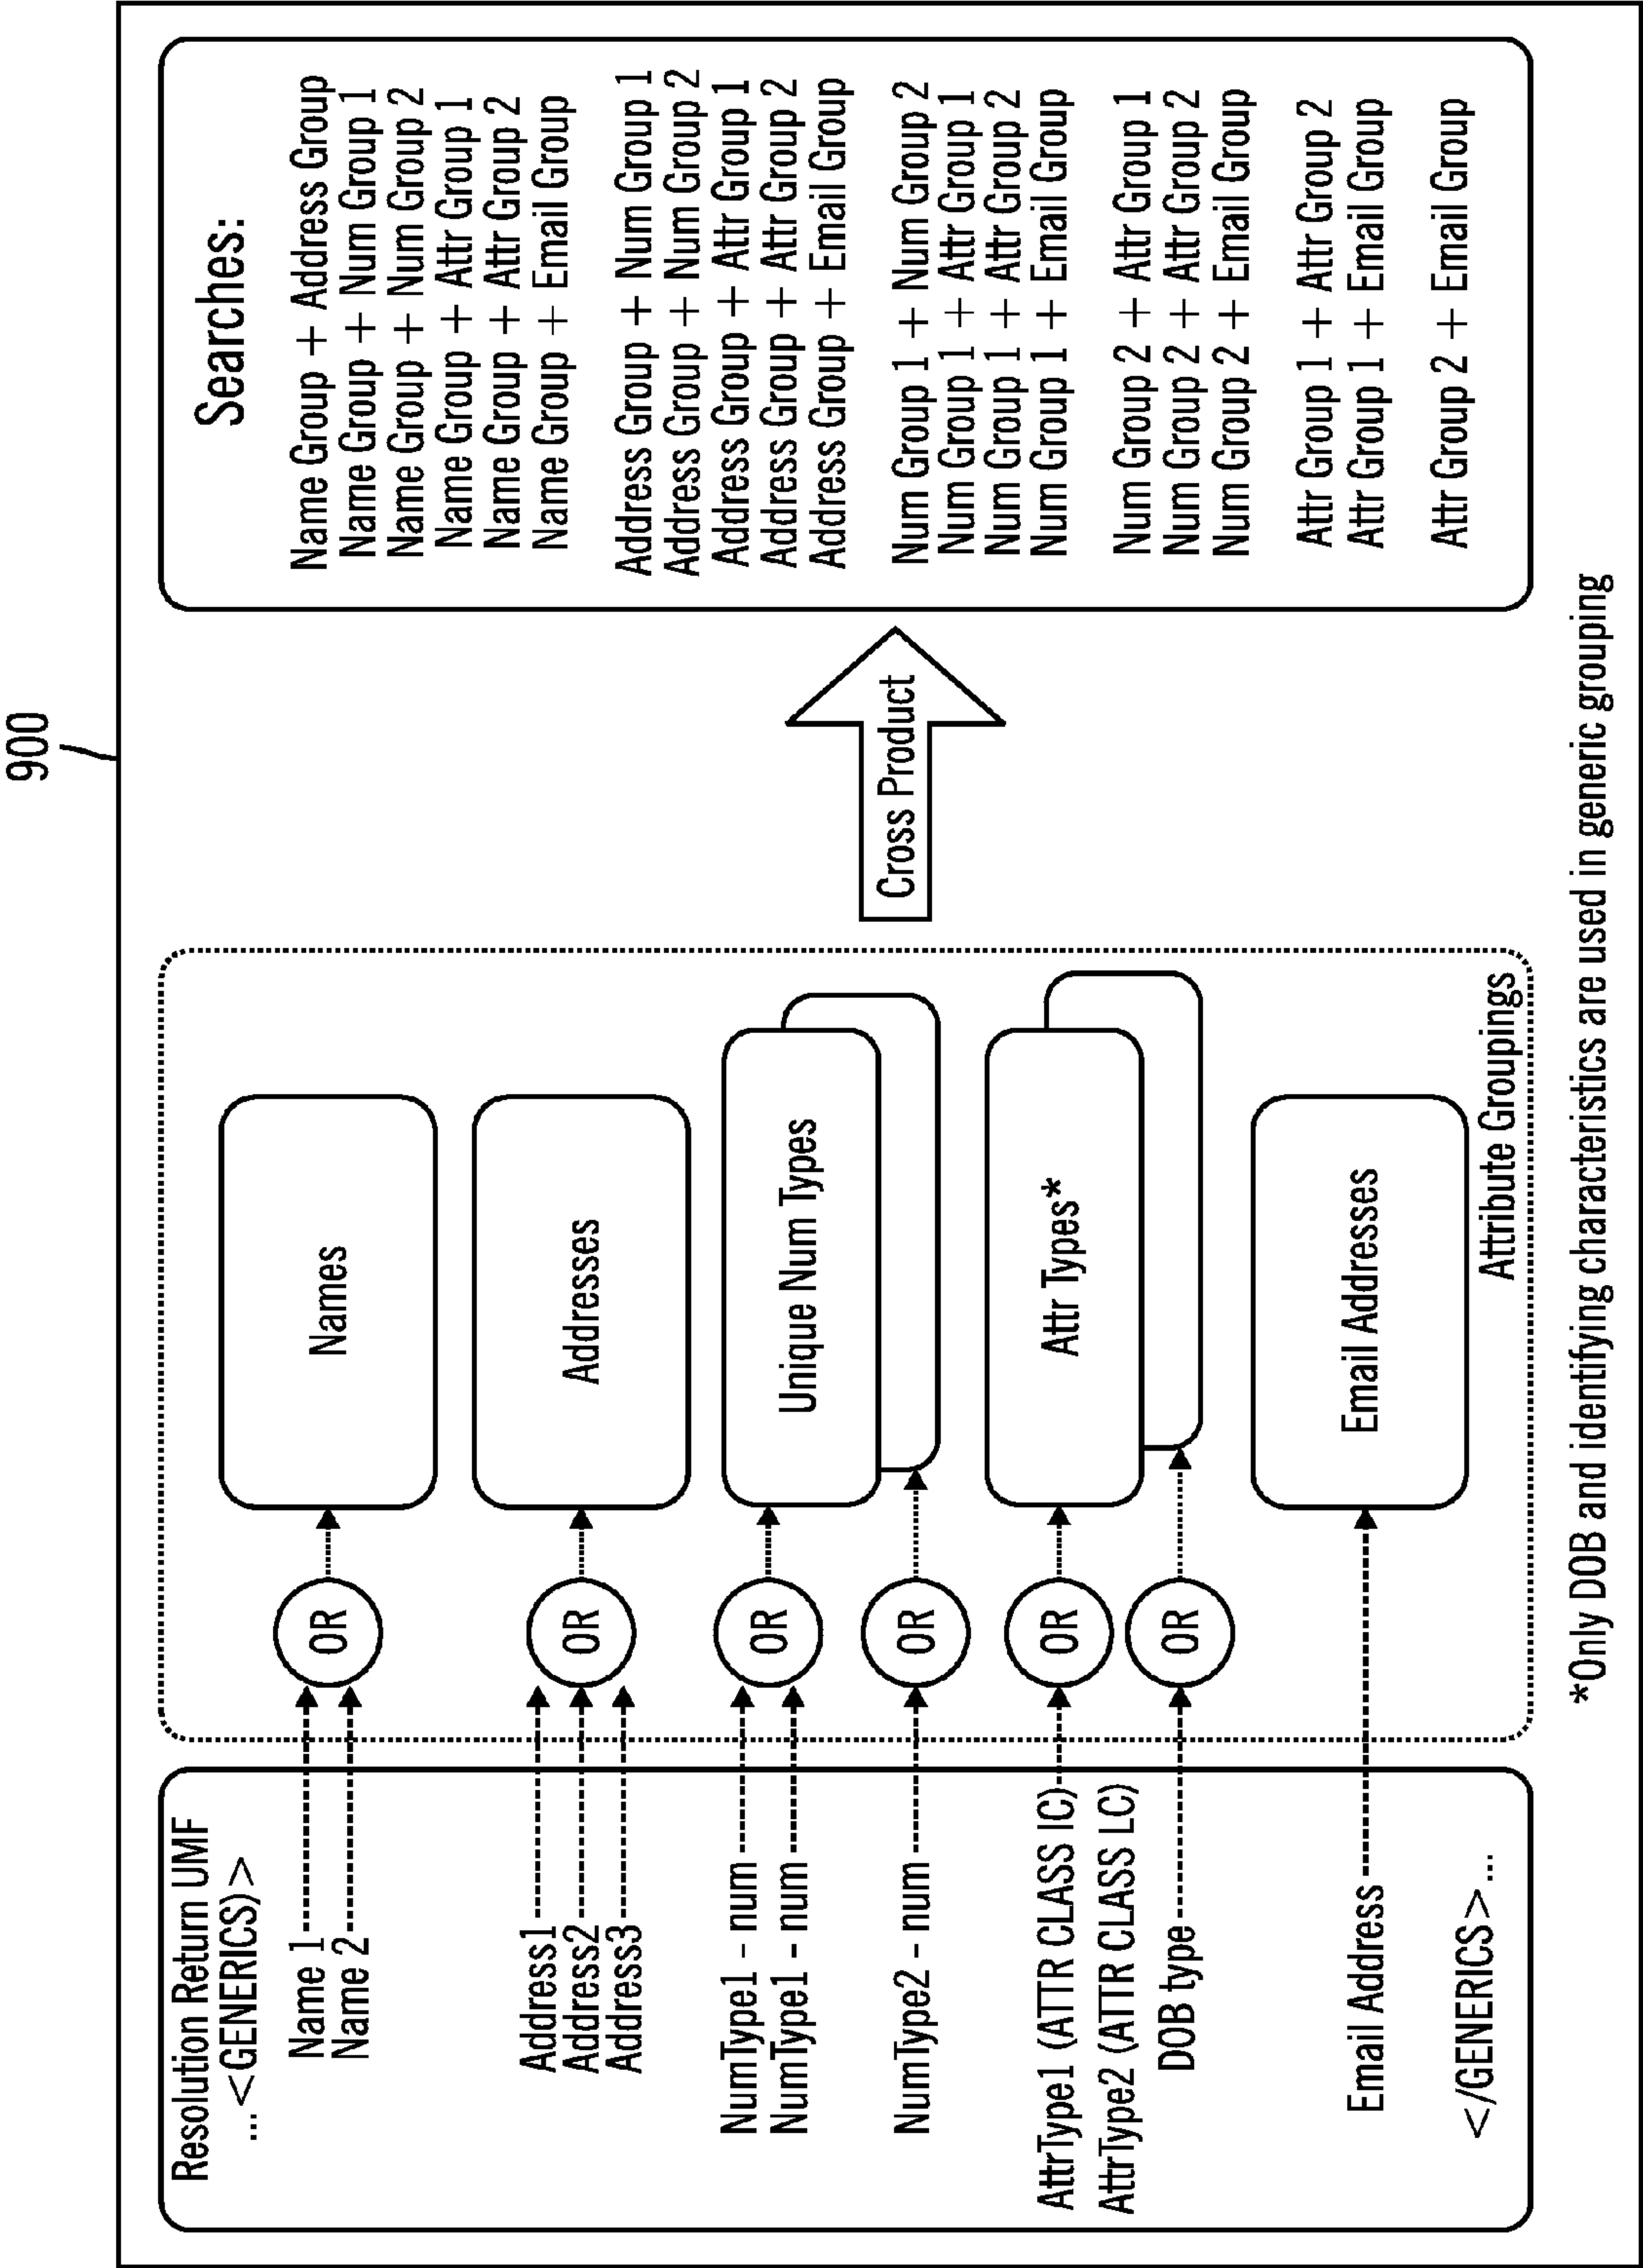 900
Resolution Return UMF
...<GENERICS)>
Name 1
Name 2
Address1
Address2
Address3
NumType1 - num
NumType1 - num
NumType2 - num
AttrType1 (ATTR CLASS IC)
AttrType2 (ATTR CLASS LC)
DOB type
Email Address
</GENERICS>...
OR
OR
OR
OR
OR
OR
Names
Addresses
Unique Num Types
Attr Types*
Email Addresses
Attribute Groupings
Cross Product
Searches:
Name Group + Address Group
Name Group + Num Group 1
Name Group + Num Group 2
Name Group + Attr Group 1
Name Group + Attr Group 2
Name Group + Email Group
Address Group + Num Group 1
Address Group + Num Group 2
Address Group + Attr Group 1
Address Group + Attr Group 2
Address Group + Email Group
Num Group 1 + Num Group 2
Num Group 1 + Attr Group 1
Num Group 1 + Attr Group 2
Num Group 1 + Email Group
Num Group 2 + Attr Group 1
Num Group 2 + Attr Group 2
Num Group 2 + Email Group
Attr Group 1 + Attr Group 2
Attr Group 1 + Email Group
Attr Group 2 + Email Group
*Only DOB and identifying characteristics are used in generic grouping